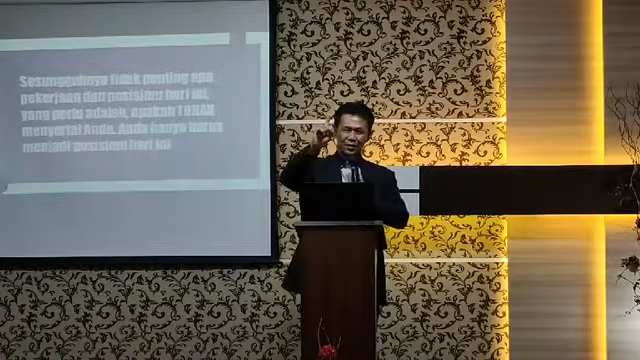 Sesungguhnya tidak penting apa
pekerjaan dan posisimu hari ini,
yang perlu adalah, apakah TUHAN
menyertai Anda. Anda hanya harus
menjadi posisimu hari ini